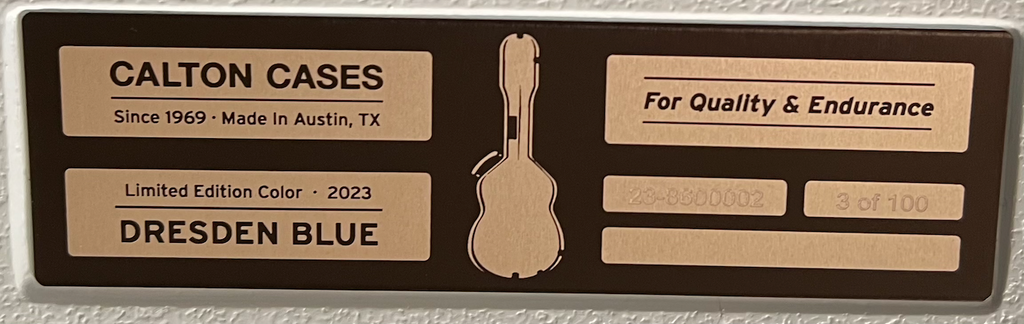 CALTON CASES
Since 1969 · Made In Austin, TX
Limited Edition Color · 2023
DRESDEN BLUE
For Quality & Endurance
3 of 100